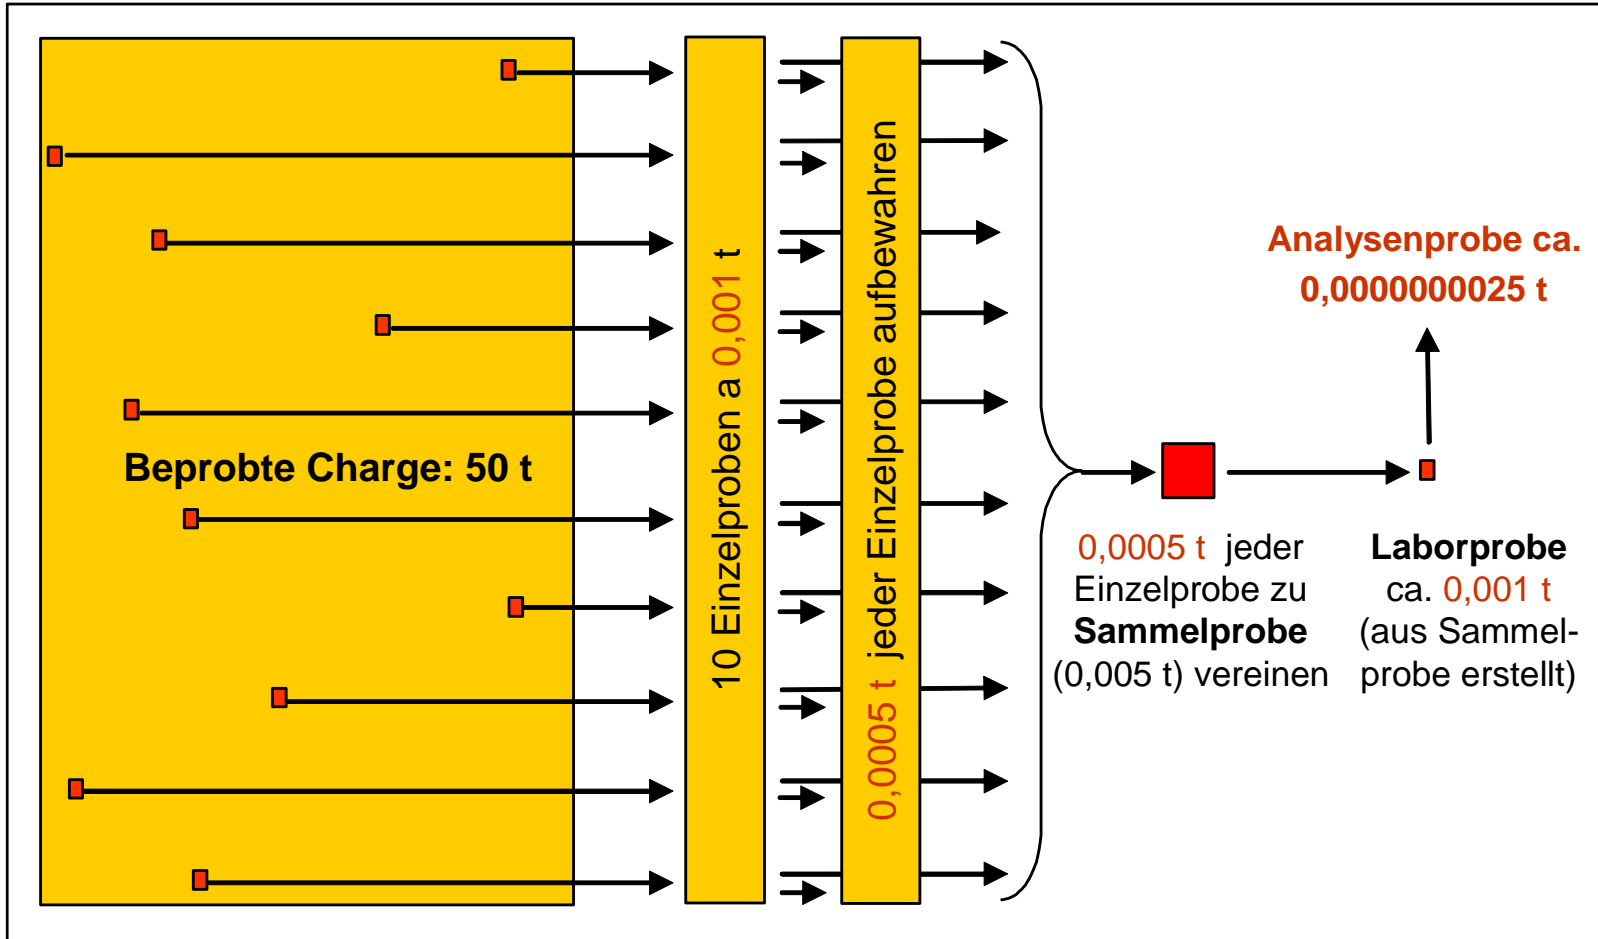 Beprobte Charge: 50 t
10 Einzelproben a 0,001 t
0,0005 t jeder Einzelprobe aufbewahren
0,0005 t jeder
Einzelprobe zu
Sammelprobe
(0,005 t) vereinen
Laborprobe
ca. 0,001 t
(aus Sammel-
probe erstellt)
Analysenprobe ca.
0,0000000025 t